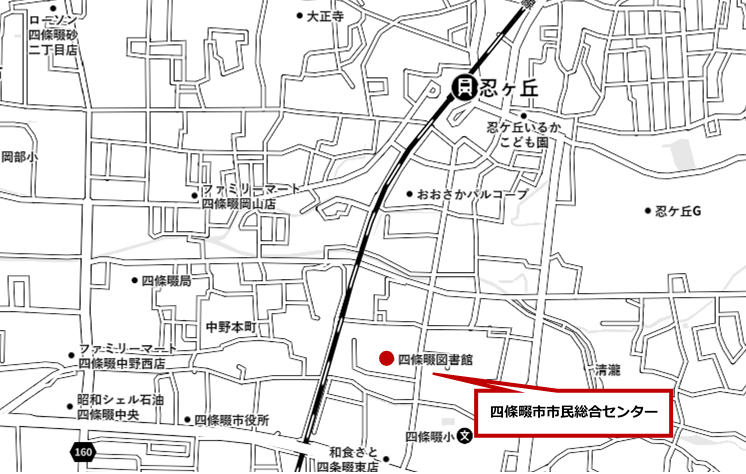 大正寺
ローソン
四條畷砂
二丁目店
忍ヶ丘
忍ケ丘いるか
こども園
岡部小
ファミリーマート
四條畷岡山店
おおさかパルコープ
忍ケ丘G
四條畷局
中野本町
ファミリーマート
四條畷中野西店
四條畷図書館
清瀧
昭和シェル石油
四條畷中央
四條畷市市民総合センター
四條畷市役所
四條畷小
文
160
和食さと
四条畷東店